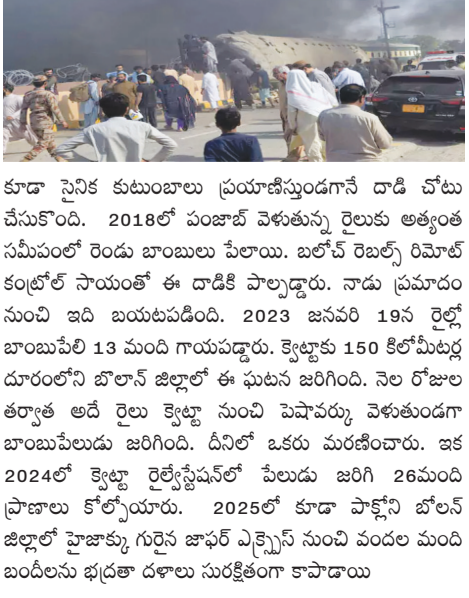 కూడా సైనిక కుటుంబాలు ప్రయాణిస్తుండగానే దాడి చోటు
చేసుకొంది. 2018లో పంజాబ్ వెళుతున్న రైలుకు అత్యంత
సమీపంలో రెండు బాంబులు పేలాయి. బలోచ్ రెబల్స్ రిమోట్
కంట్రోల్ సాయంతో ఈ దాడికి పాల్పడ్డారు. నాడు ప్రమాదం
నుంచి ఇది బయటపడింది. 2023 జనవరి 19న రైల్లో
బాంబుపేలి 13 మంది గాయపడ్డారు. క్వెట్టాకు 150 కిలోమీటర్ల
దూరంలోని బొలాన్ జిల్లాలో ఈ ఘటన జరిగింది. నెల రోజుల
తర్వాత అదే రైలు క్వెట్టా నుంచి పెషావర్కు వెళుతుండగా
బాంబుపేలుడు జరిగింది. దీనిలో ఒకరు మరణించారు. ఇక
2024లో క్వెట్టా రైల్వేస్టేషన్‌లో పేలుడు జరిగి 26మంది
ప్రాణాలు కోల్పోయారు. 2025లో కూడా పాక్లోని బోలన్
జిల్లాలో హైజాక్కు గురైన జాఫర్ ఎక్స్ప్రెస్ నుంచి వందల మంది
బందీలను భద్రతా దళాలు సురక్షితంగా కాపాడాయి